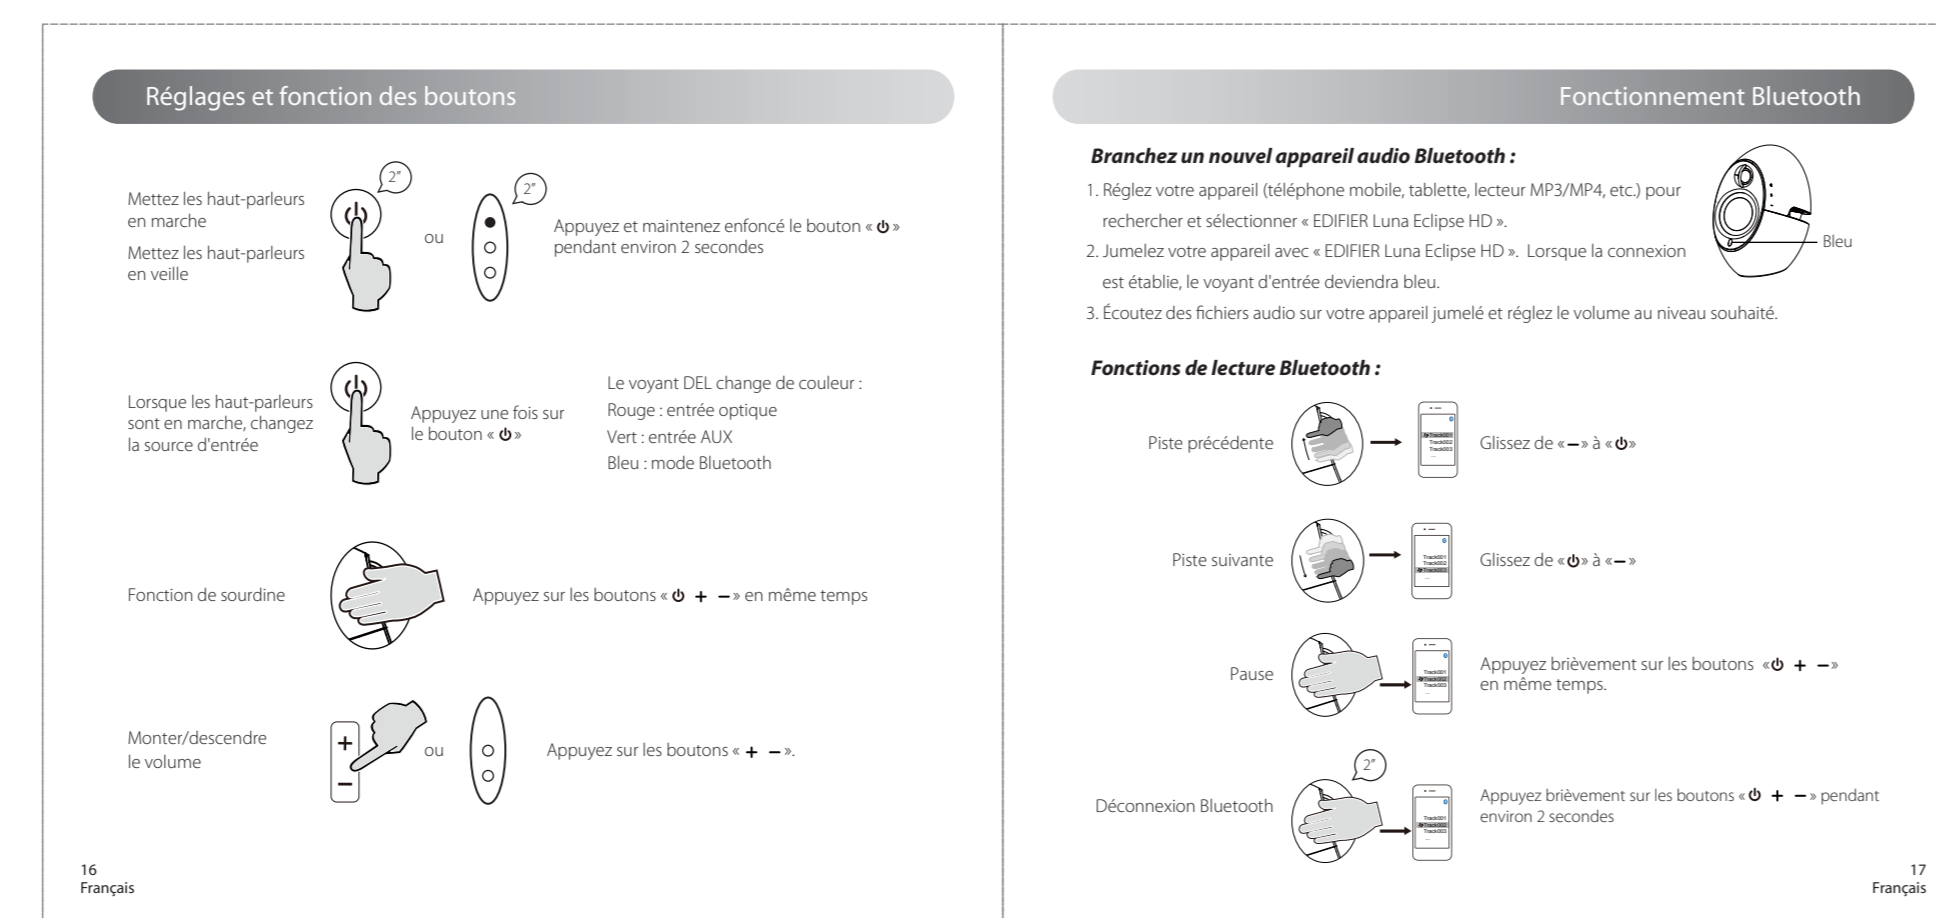 Réglages et fonction des boutons
Mettez les haut-parleurs
en marche
Mettez les haut-parleurs
en veille
2"
ou
2"
Appuyez et maintenez enfoncé le bouton « ⏻ »
pendant environ 2 secondes
Lorsque les haut-parleurs
sont en marche, changez
la source d'entrée
Appuyez une fois sur
le bouton « ⏻ »
Le voyant DEL change de couleur :
Rouge : entrée optique
Vert : entrée AUX
Bleu : mode Bluetooth
Fonction de sourdine
Appuyez sur les boutons « ⏻ + − » en même temps
Monter/descendre
le volume
+
−
ou
Appuyez sur les boutons « + − ».
16
Français
Fonctionnement Bluetooth
Branchez un nouvel appareil audio Bluetooth :
1. Réglez votre appareil (téléphone mobile, tablette, lecteur MP3/MP4, etc.) pour
rechercher et sélectionner « EDIFIER Luna Eclipse HD ».
2. Jumelez votre appareil avec « EDIFIER Luna Eclipse HD ». Lorsque la connexion
est établie, le voyant d'entrée deviendra bleu.
3. Écoutez des fichiers audio sur votre appareil jumelé et réglez le volume au niveau souhaité.
Bleu
Fonctions de lecture Bluetooth :
Piste précédente
Track001
Track002
Track003
Glissez de « − » à « ⏻ »
Piste suivante
Track001
Track002
Track003
Glissez de « ⏻ » à « − »
Pause
Track001
Track002
Track003
Appuyez brièvement sur les boutons « ⏻ + − »
en même temps.
Déconnexion Bluetooth
2"
Track001
Track002
Track003
Appuyez brièvement sur les boutons « ⏻ + − » pendant
environ 2 secondes
17
Français